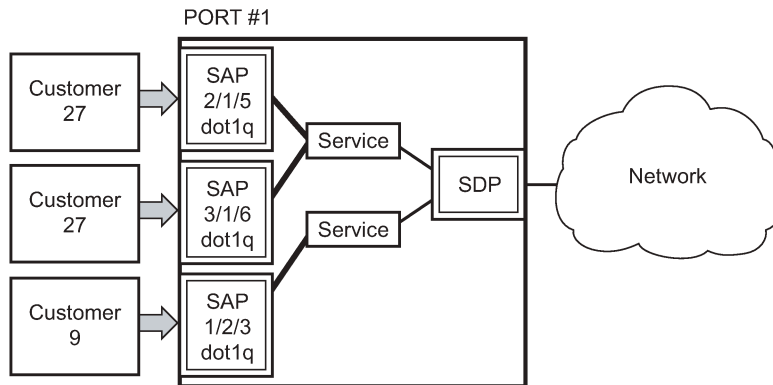 PORT #1
Customer
27
SAP
2/1/5
dot1q
Service
Customer
27
SAP
3/1/6
dot1q
SDP
Network
Service
Customer
9
SAP
1/2/3
dot1q